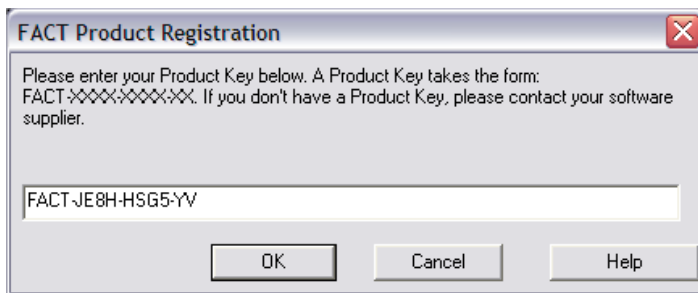 FACT Product Registration
Please enter your Product Key below. A Product Key takes the form:
FACT-XXXX-XXXX-XX. If you don't have a Product Key, please contact your software
supplier.
FACT-JE8H-HSG5-YV
OK Cancel Help